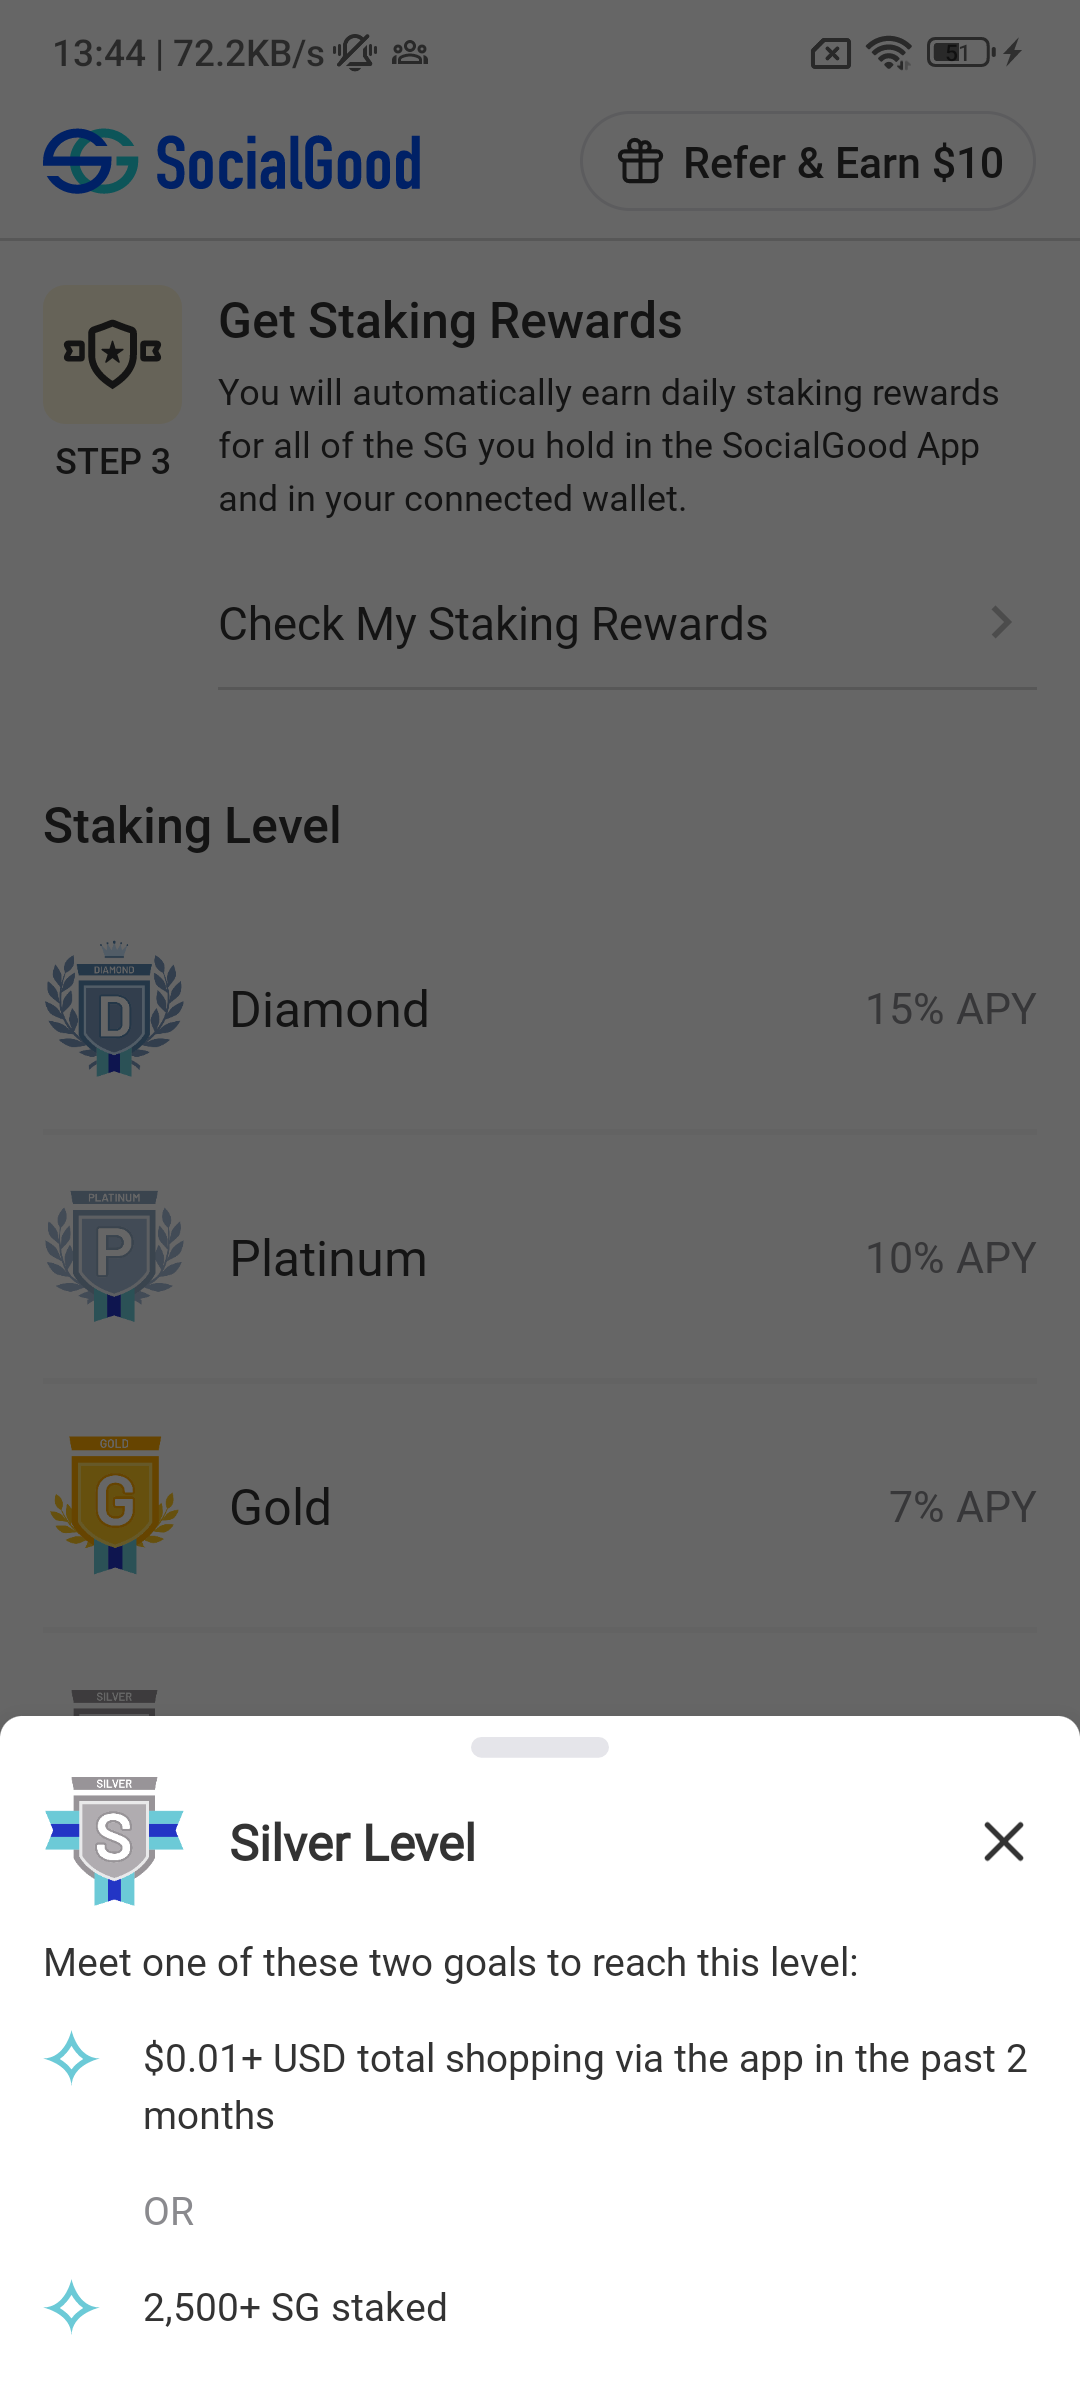 13:44 | 72.2KB/s
51
SocialGood
Refer & Earn $10
Get Staking Rewards
You will automatically earn daily staking rewards
for all of the SG you hold in the SocialGood App
and in your connected wallet.
STEP 3
Check My Staking Rewards
Staking Level
DIAMOND
D
Diamond
15% APY
PLATINUM
P
Platinum
10% APY
GOLD
G
Gold
7% APY
SILVER
SILVER
S
Silver Level
Meet one of these two goals to reach this level:
$0.01+ USD total shopping via the app in the past 2
months
OR
2,500+ SG staked